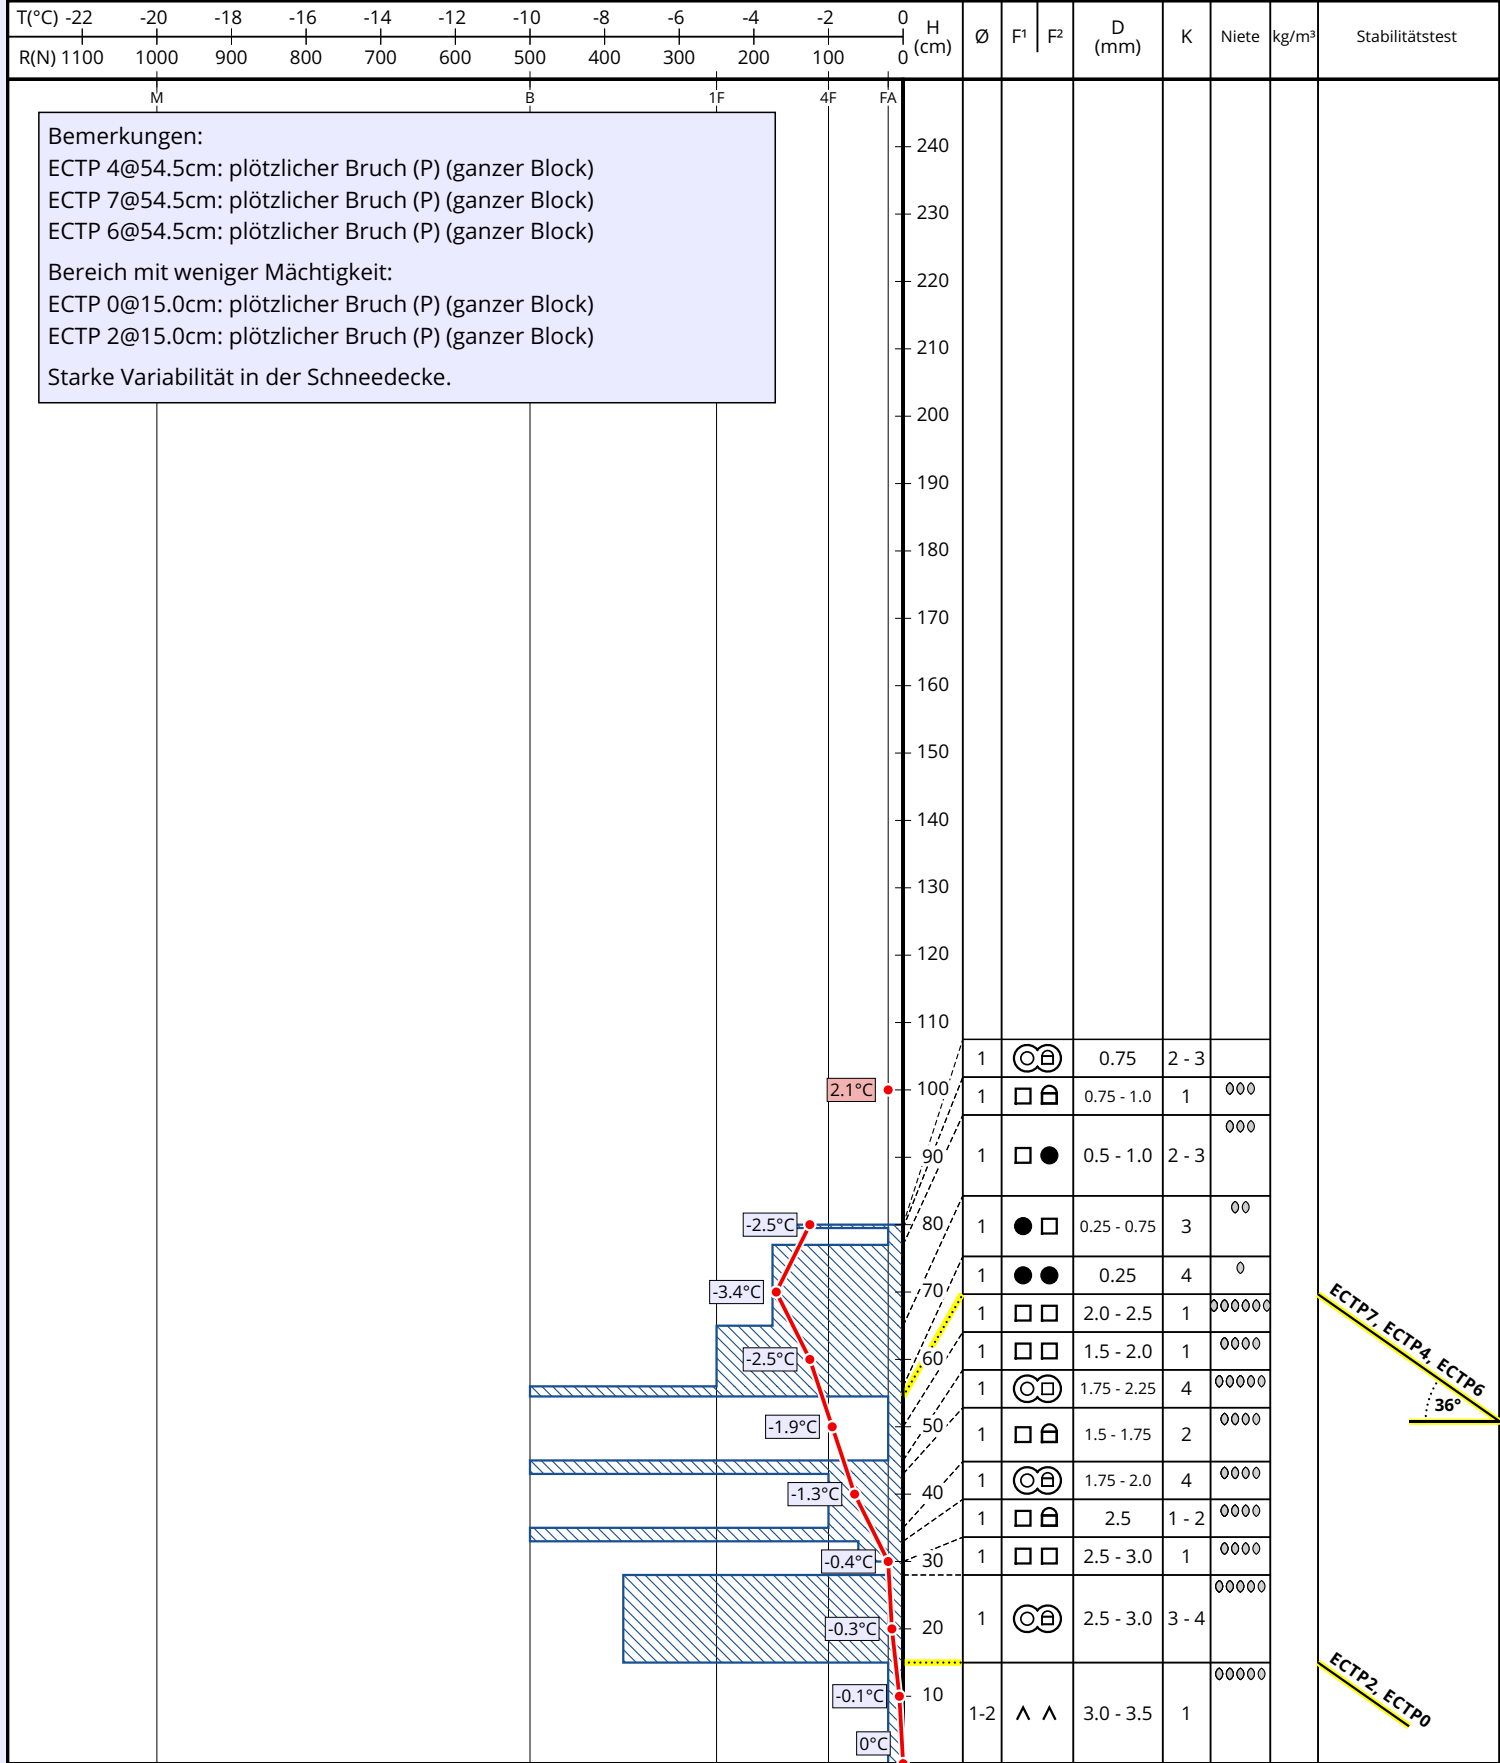 T(°C) -22 -20 -18 -16 -14 -12 -10 -8 -6 -4 -2 0
R(N) 1100 1000 900 800 700 600 500 400 300 200 100 0
H (cm) Ø F¹ F² D (mm) K Niete kg/m³ Stabilitätstest
M B 1F 4F FA
Bemerkungen:
ECTP 4@54.5cm: plötzlicher Bruch (P) (ganzer Block)
ECTP 7@54.5cm: plötzlicher Bruch (P) (ganzer Block)
ECTP 6@54.5cm: plötzlicher Bruch (P) (ganzer Block)
Bereich mit weniger Mächtigkeit:
ECTP 0@15.0cm: plötzlicher Bruch (P) (ganzer Block)
ECTP 2@15.0cm: plötzlicher Bruch (P) (ganzer Block)
Starke Variabilität in der Schneedecke.
240
230
220
210
200
190
180
170
160
150
140
130
120
110
100
90
80
70
60
50
40
30
20
10
2.1°C
-2.5°C
-3.4°C
-2.5°C
-1.9°C
-1.3°C
-0.4°C
-0.3°C
-0.1°C
0°C
1 0.75 2 - 3
1 0.75 - 1.0 1
1 0.5 - 1.0 2 - 3
1 0.25 - 0.75 3
1 0.25 4
1 2.0 - 2.5 1
1 1.5 - 2.0 1
1 1.75 - 2.25 4
1 1.5 - 1.75 2
1 1.75 - 2.0 4
1 2.5 1 - 2
1 2.5 - 3.0 1
1 2.5 - 3.0 3 - 4
1-2 3.0 - 3.5 1
ECTP7, ECTP4, ECTP6
36°
ECTP2, ECTP0